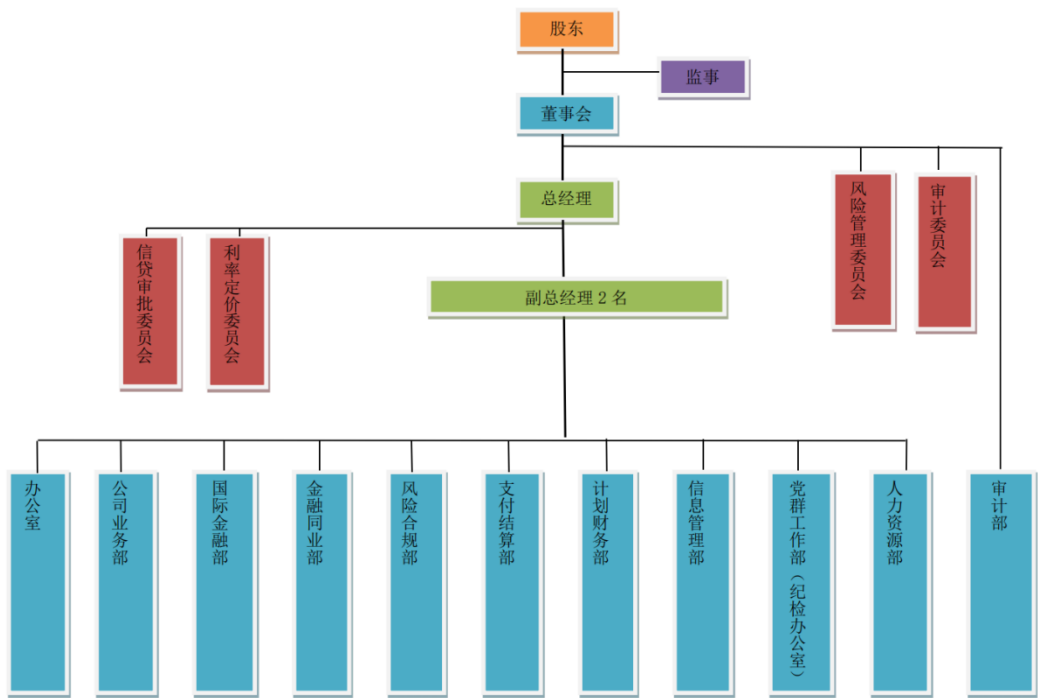 股东
监事
董事会
总经理
风险管理委员会
审计委员会
信贷审批委员会
利率定价委员会
副总经理 2 名
办公室
公司业务部
国际金融部
金融同业部
风险合规部
支付结算部
计划财务部
信息管理部
党群工作部（纪检办公室）
人力资源部
审计部